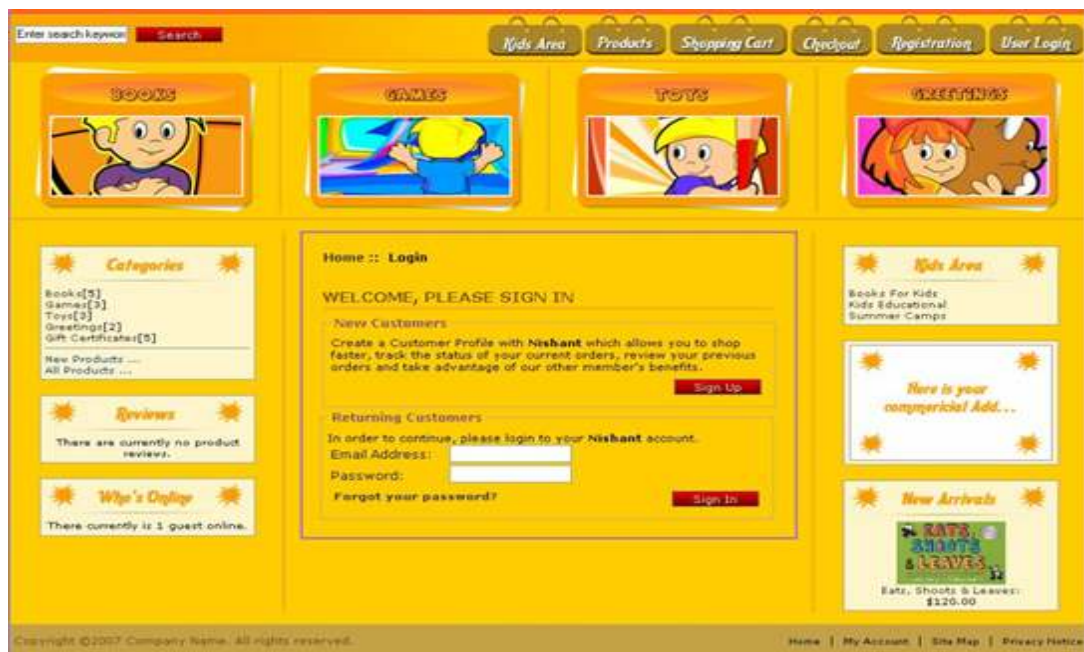 Enter search keywor
Search
Kids Area
Products
Shopping Cart
Checkout
Registration
User Login
BOOKS
GAMES
TOYS
GREETINGS
Categories
Books[5]
Games[3]
Toys[3]
Greetings[2]
Gift Certificates[5]
New Products ...
All Products ...
Reviews
There are currently no product
reviews.
Who's Online
There currently is 1 guest online.
Home :: Login
WELCOME, PLEASE SIGN IN
New Customers
Create a Customer Profile with Nishant which allows you to shop
faster, track the status of your current orders, review your previous
orders and take advantage of our other member's benefits.
Sign Up
Returning Customers
In order to continue, please login to your Nishant account.
Email Address:
Password:
Forgot your password?
Sign In
Kids Area
Books For Kids
Kids Educational
Summer Camps
Here is your
commericial Add...
New Arrivals
EATS,
SHOOTS
& LEAVES
Eats, Shoots & Leaves:
$120.00
Copyright ©2007 Company Name. All rights reserved.
Home | My Account | Site Map | Privacy Notice